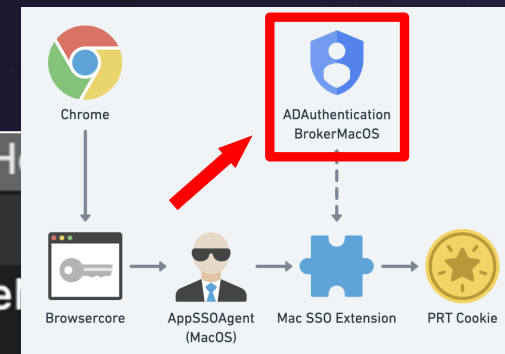 Chrome
ADAuthentication
BrokerMacOS
Browsercore
AppSSOAgent
(MacOS)
Mac SSO Extension
PRT Cookie